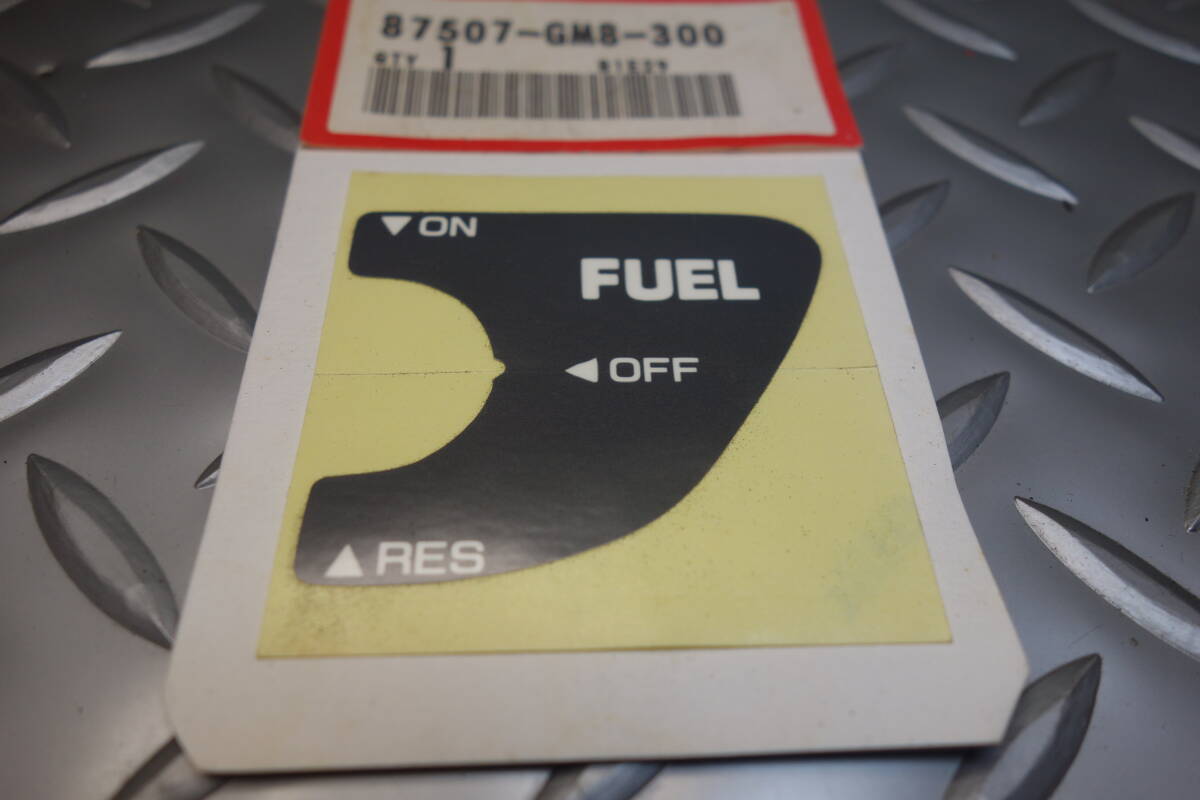 87507-GM8-300
QTY 1
▼ON
FUEL
◀OFF
▲RES